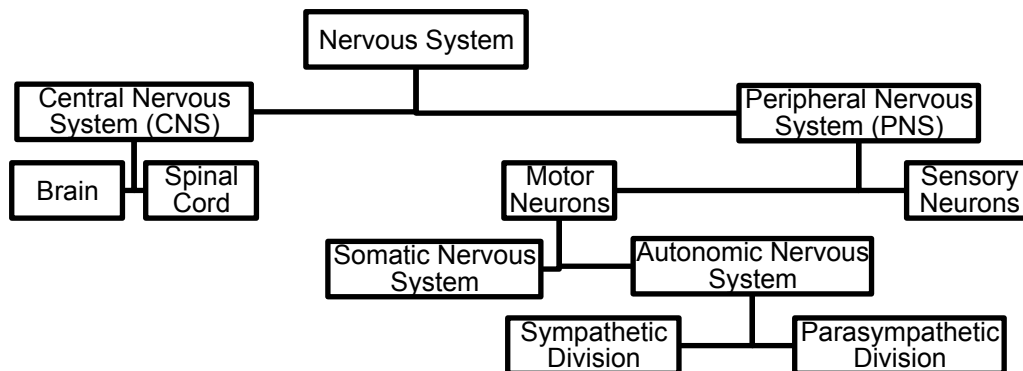 Nervous System
Central Nervous
System (CNS)
Peripheral Nervous
System (PNS)
Brain
Spinal
Cord
Motor
Neurons
Sensory
Neurons
Somatic Nervous
System
Autonomic Nervous
System
Sympathetic
Division
Parasympathetic
Division